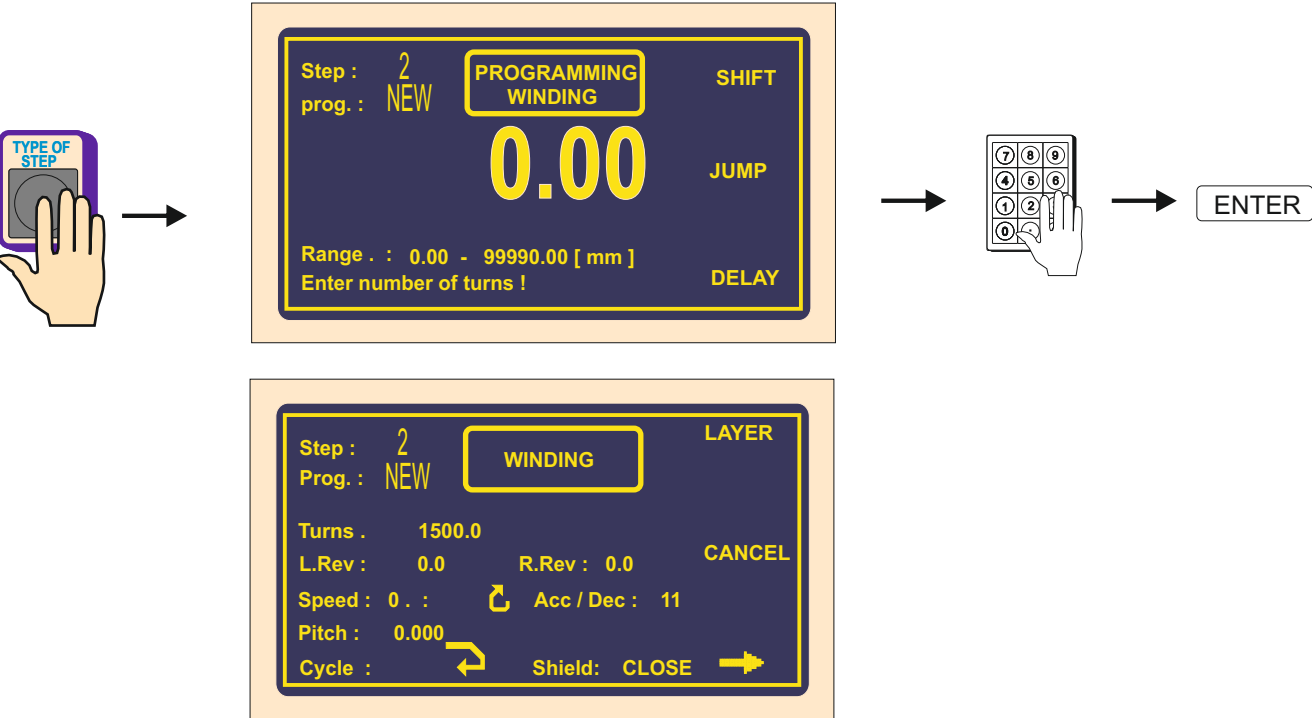 TYPE OF
STEP
Step : 2
prog. : NEW
PROGRAMMING
WINDING
SHIFT
0.00
JUMP
Range . : 0.00 - 99990.00 [ mm ]
Enter number of turns !
DELAY
7 8 9
4 5 6
1 2
0 .
ENTER
Step : 2
Prog. : NEW
WINDING
LAYER
Turns . 1500.0
L.Rev : 0.0 R.Rev : 0.0
CANCEL
Speed : 0 . : Acc / Dec : 11
Pitch : 0.000
Cycle : Shield: CLOSE